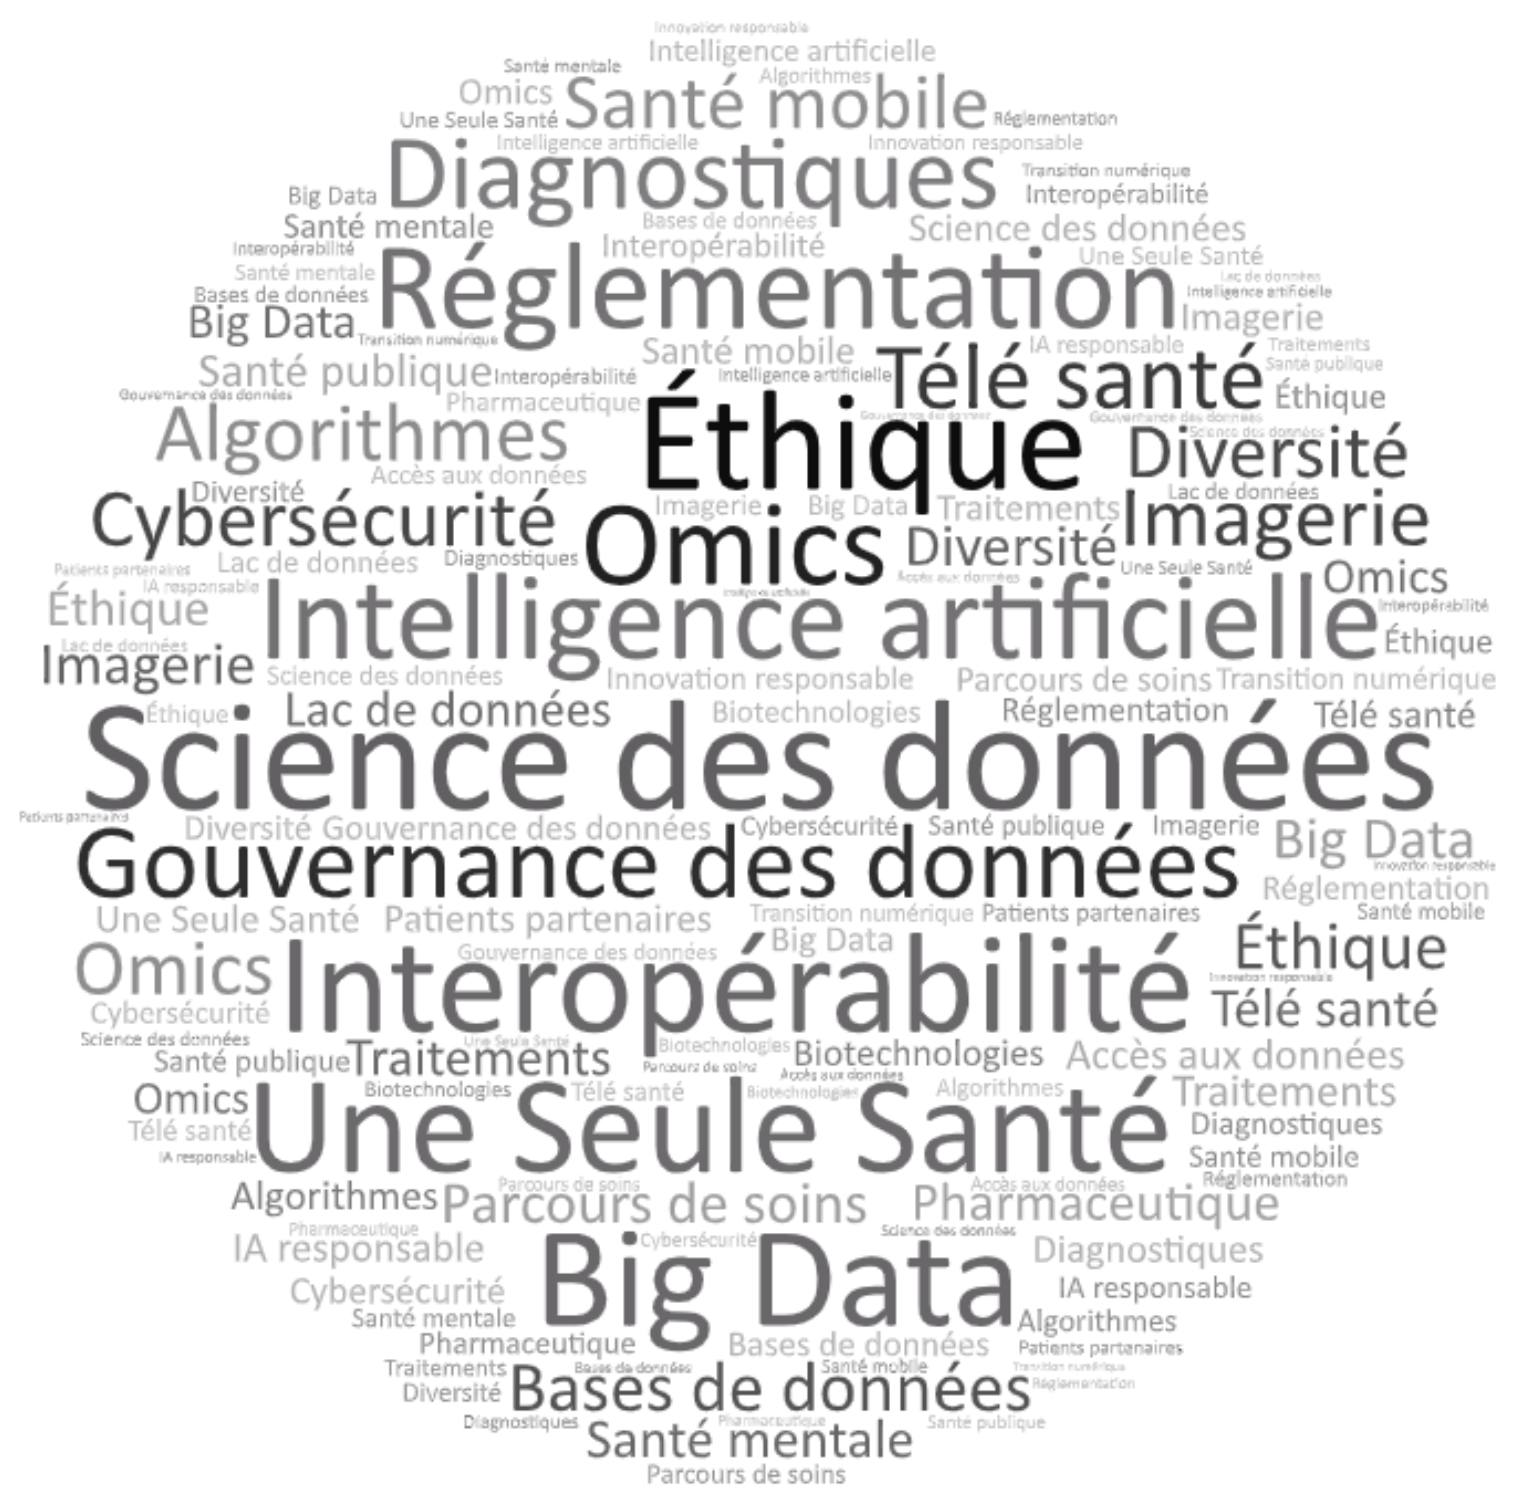 Innovation responsable
Intelligence artificielle
Santé mentale
Algorithmes
Omics
Santé mobile
Une Seule Santé
Réglementation
Intelligence artificielle
Innovation responsable
Diagnostiques
Transition numérique
Big Data
Interopérabilité
Santé mentale
Bases de données
Science des données
Interopérabilité
Interopérabilité
Une Seule Santé
Santé mentale
Réglementation
Lac de données
Bases de données
Intelligence artificielle
Big Data
Imagerie
Transition numérique
Santé mobile
IA responsable
Traitements
Santé publique
Interopérabilité
Intelligence artificielle
Télé santé
Santé publique
Gouvernance des données
Pharmaceutique
Éthique
Éthique
Gouvernance des données
Gouvernance des données
Algorithmes
Science des données
Diversité
Accès aux données
Diversité
Lac de données
Cybersécurité
Imagerie
Big Data
Traitements
Imagerie
Omics
Diversité
Lac de données
Diagnostiques
Patients partenaires
Une Seule Santé
Accès aux données
Omics
IA responsable
Intelligence artificielle
Intelligence artificielle
Éthique
Interopérabilité
Éthique
Lac de données
Imagerie
Science des données
Innovation responsable
Parcours de soins
Transition numérique
Éthique
Lac de données
Biotechnologies
Réglementation
Télé santé
Science des données
Patients partenaires
Diversité
Gouvernance des données
Cybersécurité
Santé publique
Imagerie
Big Data
Gouvernance des données
Innovation responsable
Réglementation
Une Seule Santé
Patients partenaires
Transition numérique
Patients partenaires
Santé mobile
Big Data
Éthique
Gouvernance des données
Omics
Interopérabilité
Innovation responsable
Télé santé
Cybersécurité
Science des données
Une Seule Santé
Biotechnologies
Biotechnologies
Accès aux données
Santé publique
Traitements
Parcours de soins
Accès aux données
Biotechnologies
Télé santé
Biotechnologies
Algorithmes
Traitements
Omics
Une Seule Santé
Diagnostiques
Télé santé
IA responsable
Santé mobile
Réglementation
Parcours de soins
Accès aux données
Algorithmes
Parcours de soins
Pharmaceutique
Pharmaceutique
Science des données
Cybersécurité
IA responsable
Diagnostiques
Big Data
Cybersécurité
IA responsable
Santé mentale
Algorithmes
Pharmaceutique
Bases de données
Patients partenaires
Traitements
Bases de données
Santé mobile
Transition numérique
Diversité
Bases de données
Réglementation
Diagnostiques
Pharmaceutique
Santé publique
Santé mentale
Parcours de soins